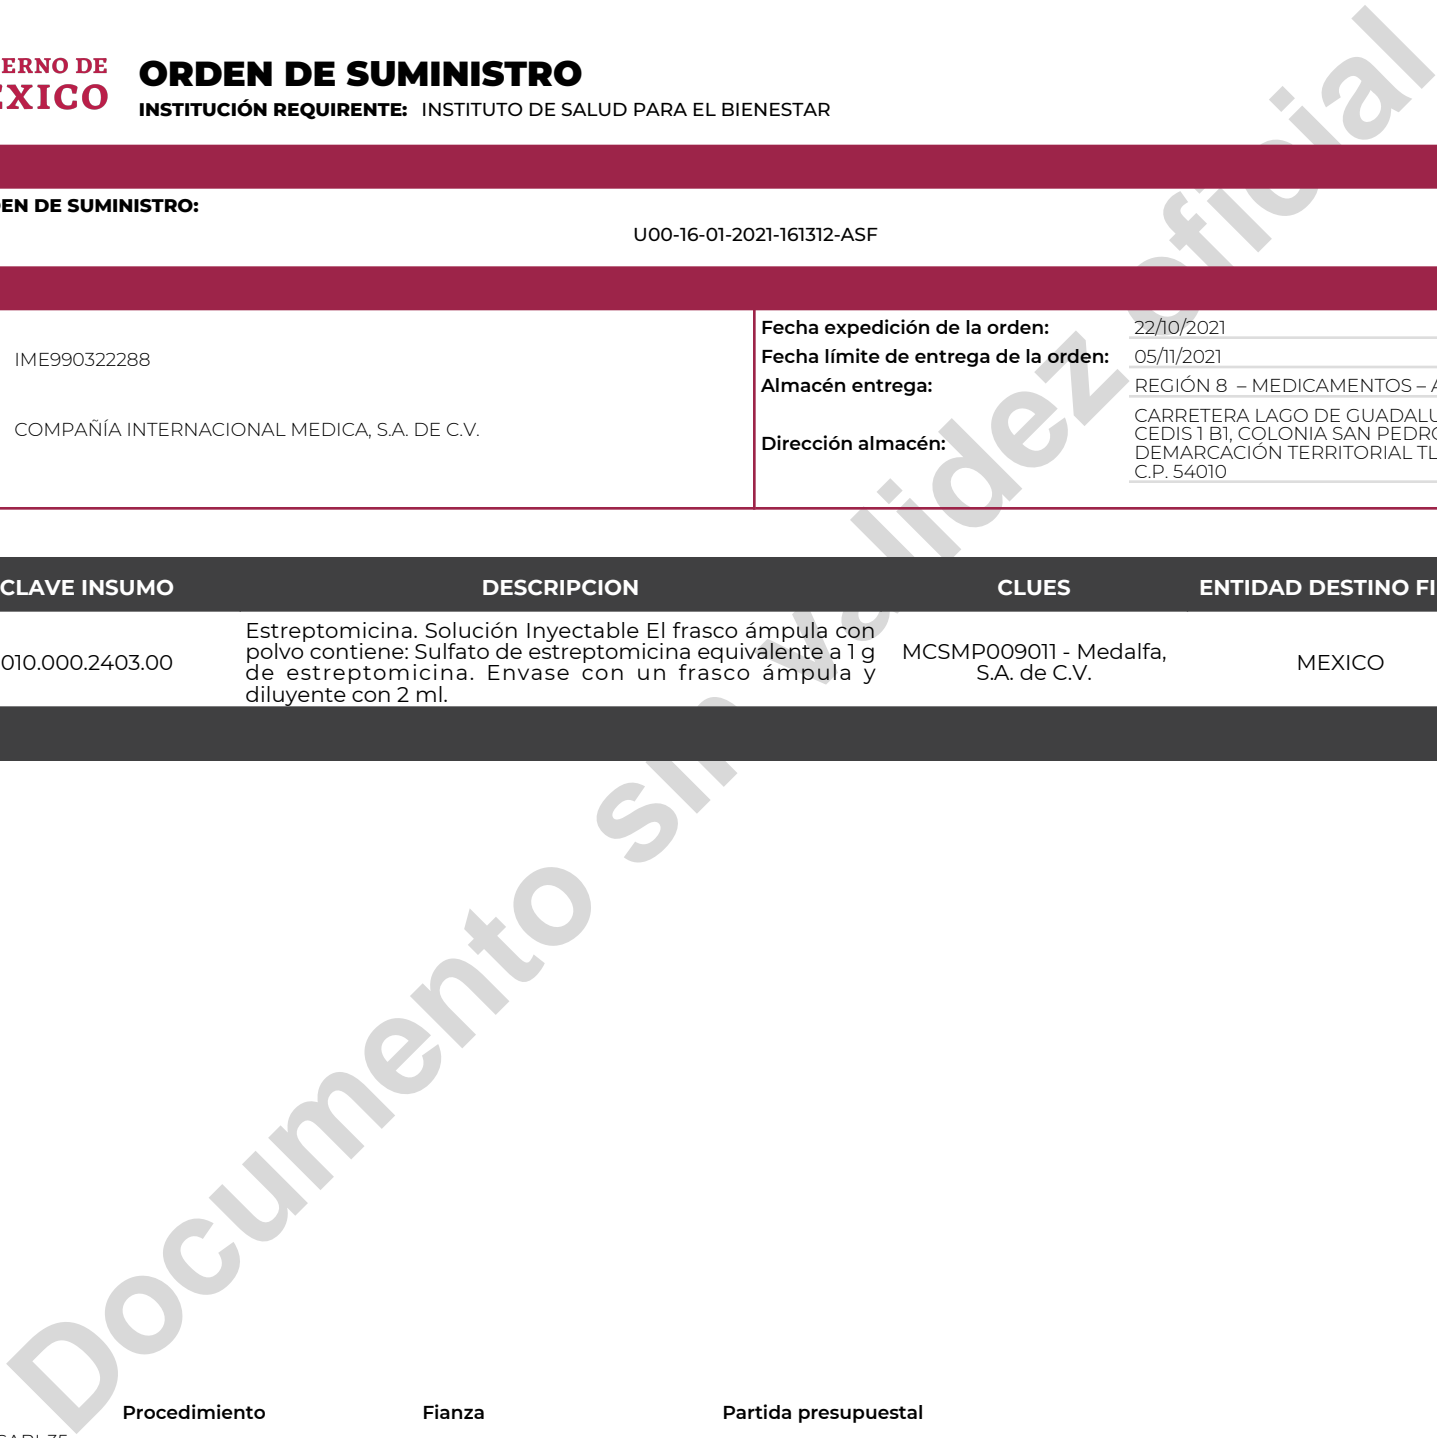 ERNO DE
EXICO
ORDEN DE SUMINISTRO
INSTITUCIÓN REQUIRENTE: INSTITUTO DE SALUD PARA EL BIENESTAR
EN DE SUMINISTRO:
U00-16-01-2021-161312-ASF
IME990322288
COMPAÑÍA INTERNACIONAL MEDICA, S.A. DE C.V.
Fecha expedición de la orden: 22/10/2021
Fecha límite de entrega de la orden: 05/11/2021
Almacén entrega: REGIÓN 8 – MEDICAMENTOS – A
Dirección almacén:
CARRETERA LAGO DE GUADALU
CEDIS 1 B1, COLONIA SAN PEDRO
DEMARCACIÓN TERRITORIAL TL
C.P. 54010
CLAVE INSUMO DESCRIPCION CLUES ENTIDAD DESTINO FI
010.000.2403.00
Estreptomicina. Solución Inyectable El frasco ámpula con
polvo contiene: Sulfato de estreptomicina equivalente a 1 g
de estreptomicina. Envase con un frasco ámpula y
diluyente con 2 ml.
MCSMP009011 - Medalfa,
S.A. de C.V.
MEXICO
Documento sin validez oficial
Procedimiento Fianza Partida presupuestal